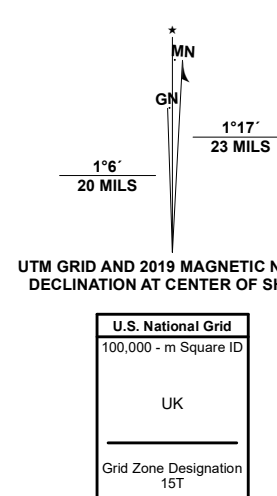 ★
MN
GN
1°17´
23 MILS
1°6´
20 MILS
UTM GRID AND 2019 MAGNETIC N
DECLINATION AT CENTER OF SH
U.S. National Grid
100,000 - m Square ID
UK
Grid Zone Designation
15T